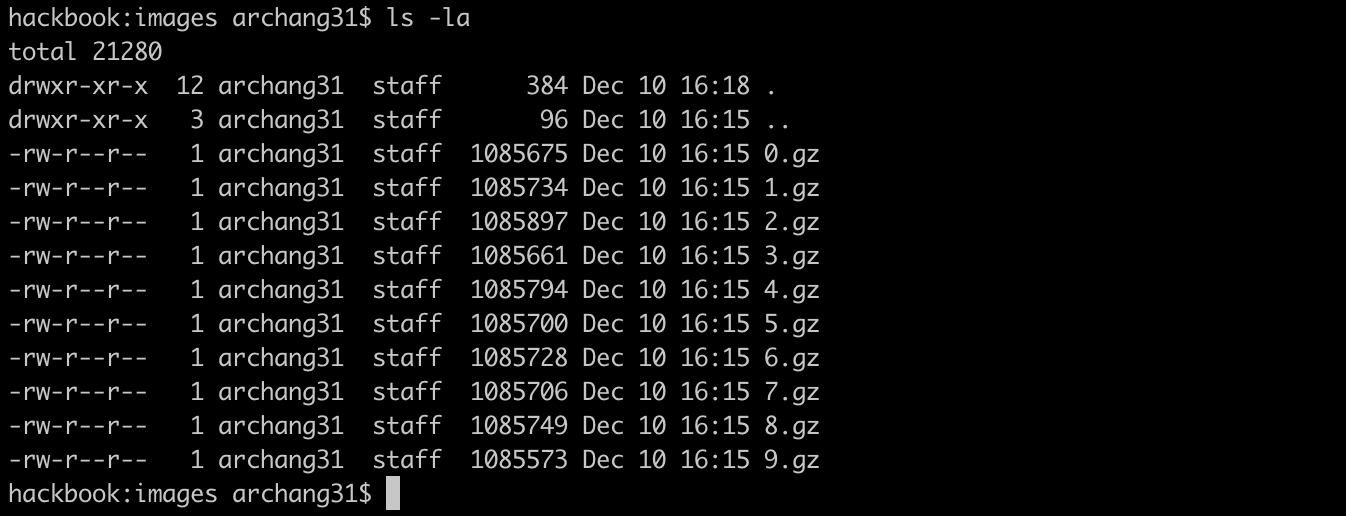 hackbook:images archang31$ ls -la
total 21280
drwxr-xr-x  12 archang31  staff      384 Dec 10 16:18 .
drwxr-xr-x   3 archang31  staff       96 Dec 10 16:15 ..
-rw-r--r--   1 archang31  staff  1085675 Dec 10 16:15 0.gz
-rw-r--r--   1 archang31  staff  1085734 Dec 10 16:15 1.gz
-rw-r--r--   1 archang31  staff  1085897 Dec 10 16:15 2.gz
-rw-r--r--   1 archang31  staff  1085661 Dec 10 16:15 3.gz
-rw-r--r--   1 archang31  staff  1085794 Dec 10 16:15 4.gz
-rw-r--r--   1 archang31  staff  1085700 Dec 10 16:15 5.gz
-rw-r--r--   1 archang31  staff  1085728 Dec 10 16:15 6.gz
-rw-r--r--   1 archang31  staff  1085706 Dec 10 16:15 7.gz
-rw-r--r--   1 archang31  staff  1085749 Dec 10 16:15 8.gz
-rw-r--r--   1 archang31  staff  1085573 Dec 10 16:15 9.gz
hackbook:images archang31$